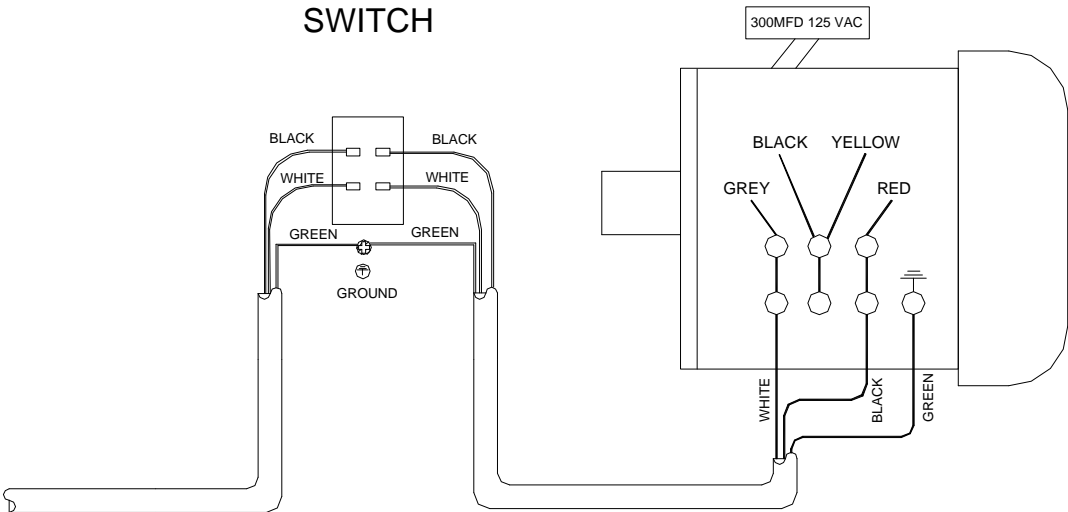 SWITCH
300MFD 125 VAC
BLACK
BLACK
WHITE
WHITE
GREEN
GREEN
GROUND
BLACK
YELLOW
GREY
RED
WHITE
BLACK
GREEN